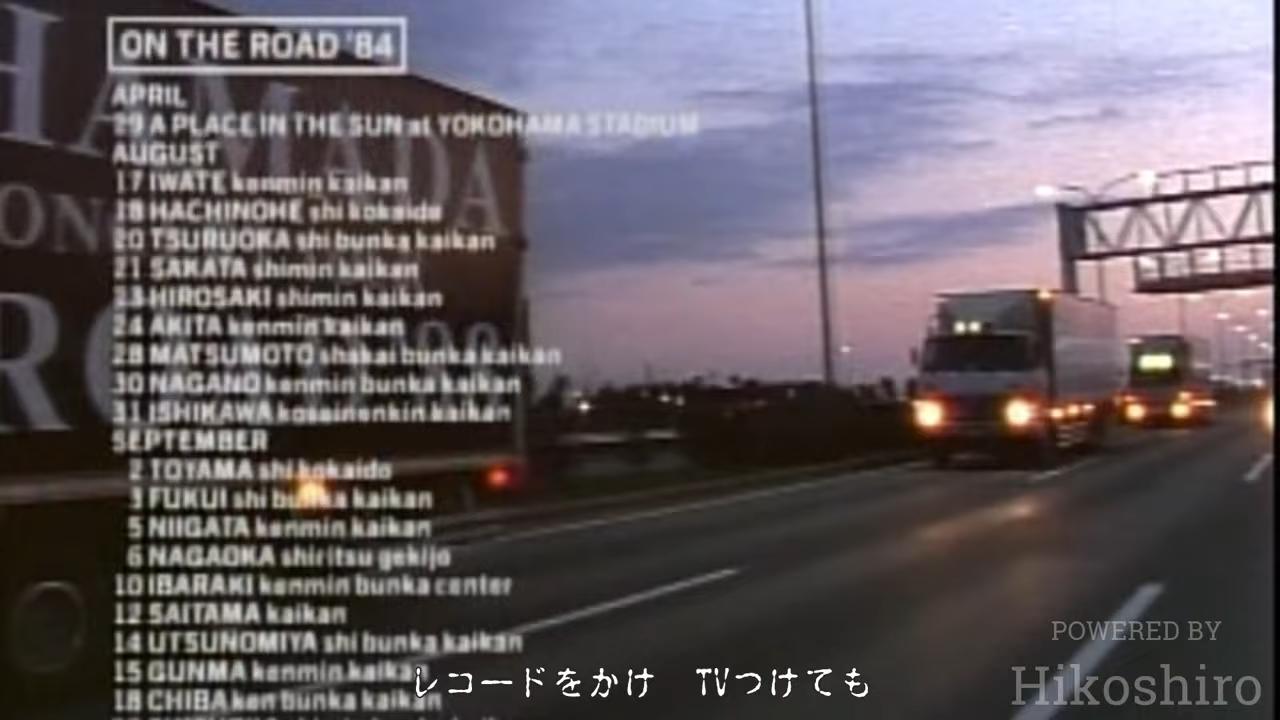 ON THE ROAD '84
APRIL
29 A PLACE IN THE SUN at YOKOHAMA STADIUM
AUGUST
17 IWATE kenmin kaikan
18 HACHINOHE shi kokaido
20 TSURUOKA shi bunka kaikan
21 SAKATA shimin kaikan
23 HIROSAKI shimin kaikan
24 AKITA kenmin kaikan
28 MATSUMOTO shakai bunka kaikan
30 NAGANO kenmin bunka kaikan
31 ISHIKAWA koseinenkin kaikan
SEPTEMBER
2 TOYAMA shi kokaido
3 FUKUI shi bunka kaikan
5 NIIGATA kenmin kaikan
6 NAGAOKA shiritsu gekijo
10 IBARAKI kenmin bunka center
12 SAITAMA kaikan
14 UTSUNOMIYA shi bunka kaikan
15 GUNMA kenmin kaikan
18 CHIBA ken bunka kaikan
HAMADA
ON
RO
レコードをかけ TVつけても
POWERED BY
Hikoshiro